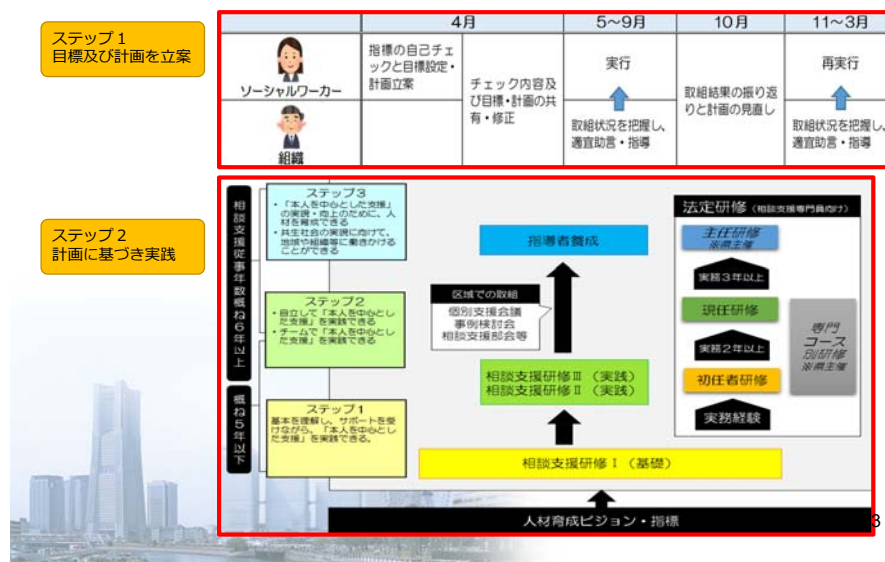 ステップ１
目標及び計画を立案
4月
5～9月
10月
11～3月
ソーシャルワーカー
指標の自己チェ
ックと目標設定・
計画立案
チェック内容及
び目標・計画の共
有・修正
実行
取組結果の振り返
りと計画の見直し
再実行
組織
取組状況を把握し、
適宜助言・指導
取組状況を把握し、
適宜助言・指導
ステップ２
計画に基づき実践
相談支援従事年数概ね6年以上
概ね5年以下
ステップ３
・「本人を中心とした支援」
の実現・向上のために、人
材を育成できる
・共生社会の実現に向けて、
地域や組織等に働きかける
ことができる
ステップ２
・自立して「本人を中心とし
た支援」を実践できる
・チームで「本人を中心とし
た支援」を実践できる
ステップ１
基本を理解し、サポートを受
けながら、「本人を中心とし
た支援」を実践できる。
指導者養成
区域での取組
個別支援会議
事例検討会
相談支援部会等
相談支援研修Ⅲ（実践）
相談支援研修Ⅱ（実践）
相談支援研修Ⅰ（基礎）
人材育成ビジョン・指標
法定研修（相談支援専門員向け）
主任研修
※県主催
実務3年以上
現任研修
実務2年以上
初任者研修
実務経験
専門
コース
別研修
※県主催
3